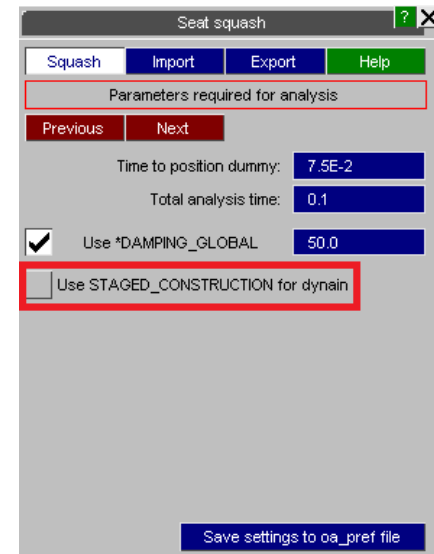 Seat squash ? X
Squash Import Export Help
Parameters required for analysis
Previous Next
Time to position dummy: 7.5E-2
Total analysis time: 0.1
Use *DAMPING_GLOBAL 50.0
Use STAGED_CONSTRUCTION for dynain
Save settings to oa_pref file